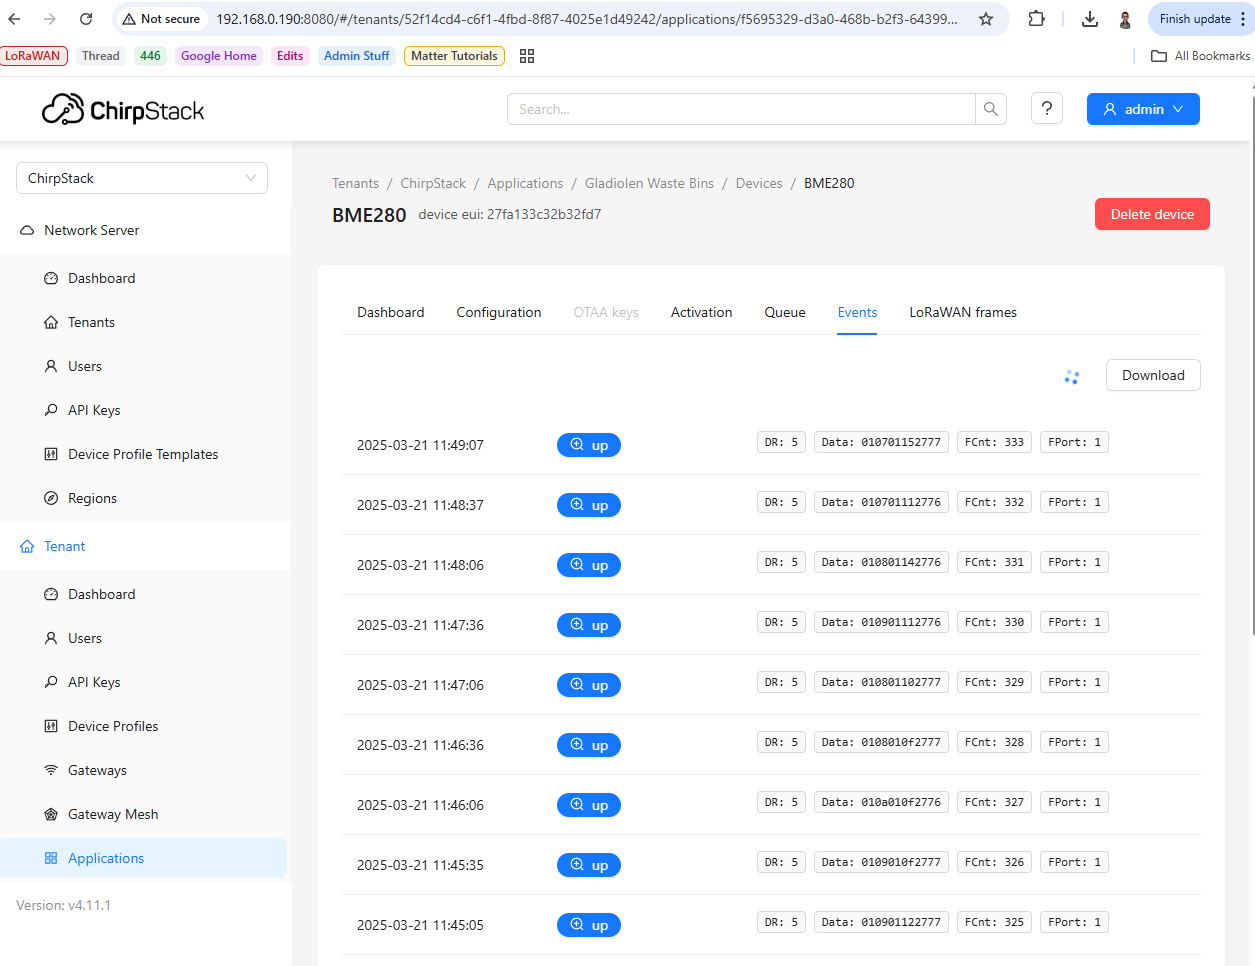 Not secure 192.168.0.190:8080/#/tenants/52f14cd4-c6f1-4fbd-8f87-4025e1d49242/applications/f5695329-d3a0-468b-b2f3-64399... Finish update
LoRaWAN Thread 446 Google Home Edits Admin Stuff Matter Tutorials All Bookmarks
ChirpStack Search... ? admin
ChirpStack
Network Server
Dashboard
Tenants
Users
API Keys
Device Profile Templates
Regions
Tenant
Dashboard
Users
API Keys
Device Profiles
Gateways
Gateway Mesh
Applications
Version: v4.11.1
Tenants / ChirpStack / Applications / Gladiolen Waste Bins / Devices / BME280
BME280 device eui: 27fa133c32b32fd7 Delete device
Dashboard Configuration OTAA keys Activation Queue Events LoRaWAN frames
Download
2025-03-21 11:49:07 up DR: 5 Data: 010701152777 FCnt: 333 FPort: 1
2025-03-21 11:48:37 up DR: 5 Data: 010701112776 FCnt: 332 FPort: 1
2025-03-21 11:48:06 up DR: 5 Data: 010801142776 FCnt: 331 FPort: 1
2025-03-21 11:47:36 up DR: 5 Data: 010901112776 FCnt: 330 FPort: 1
2025-03-21 11:47:06 up DR: 5 Data: 010801102777 FCnt: 329 FPort: 1
2025-03-21 11:46:36 up DR: 5 Data: 0108010f2777 FCnt: 328 FPort: 1
2025-03-21 11:46:06 up DR: 5 Data: 010a010f2776 FCnt: 327 FPort: 1
2025-03-21 11:45:35 up DR: 5 Data: 0109010f2777 FCnt: 326 FPort: 1
2025-03-21 11:45:05 up DR: 5 Data: 010901122777 FCnt: 325 FPort: 1